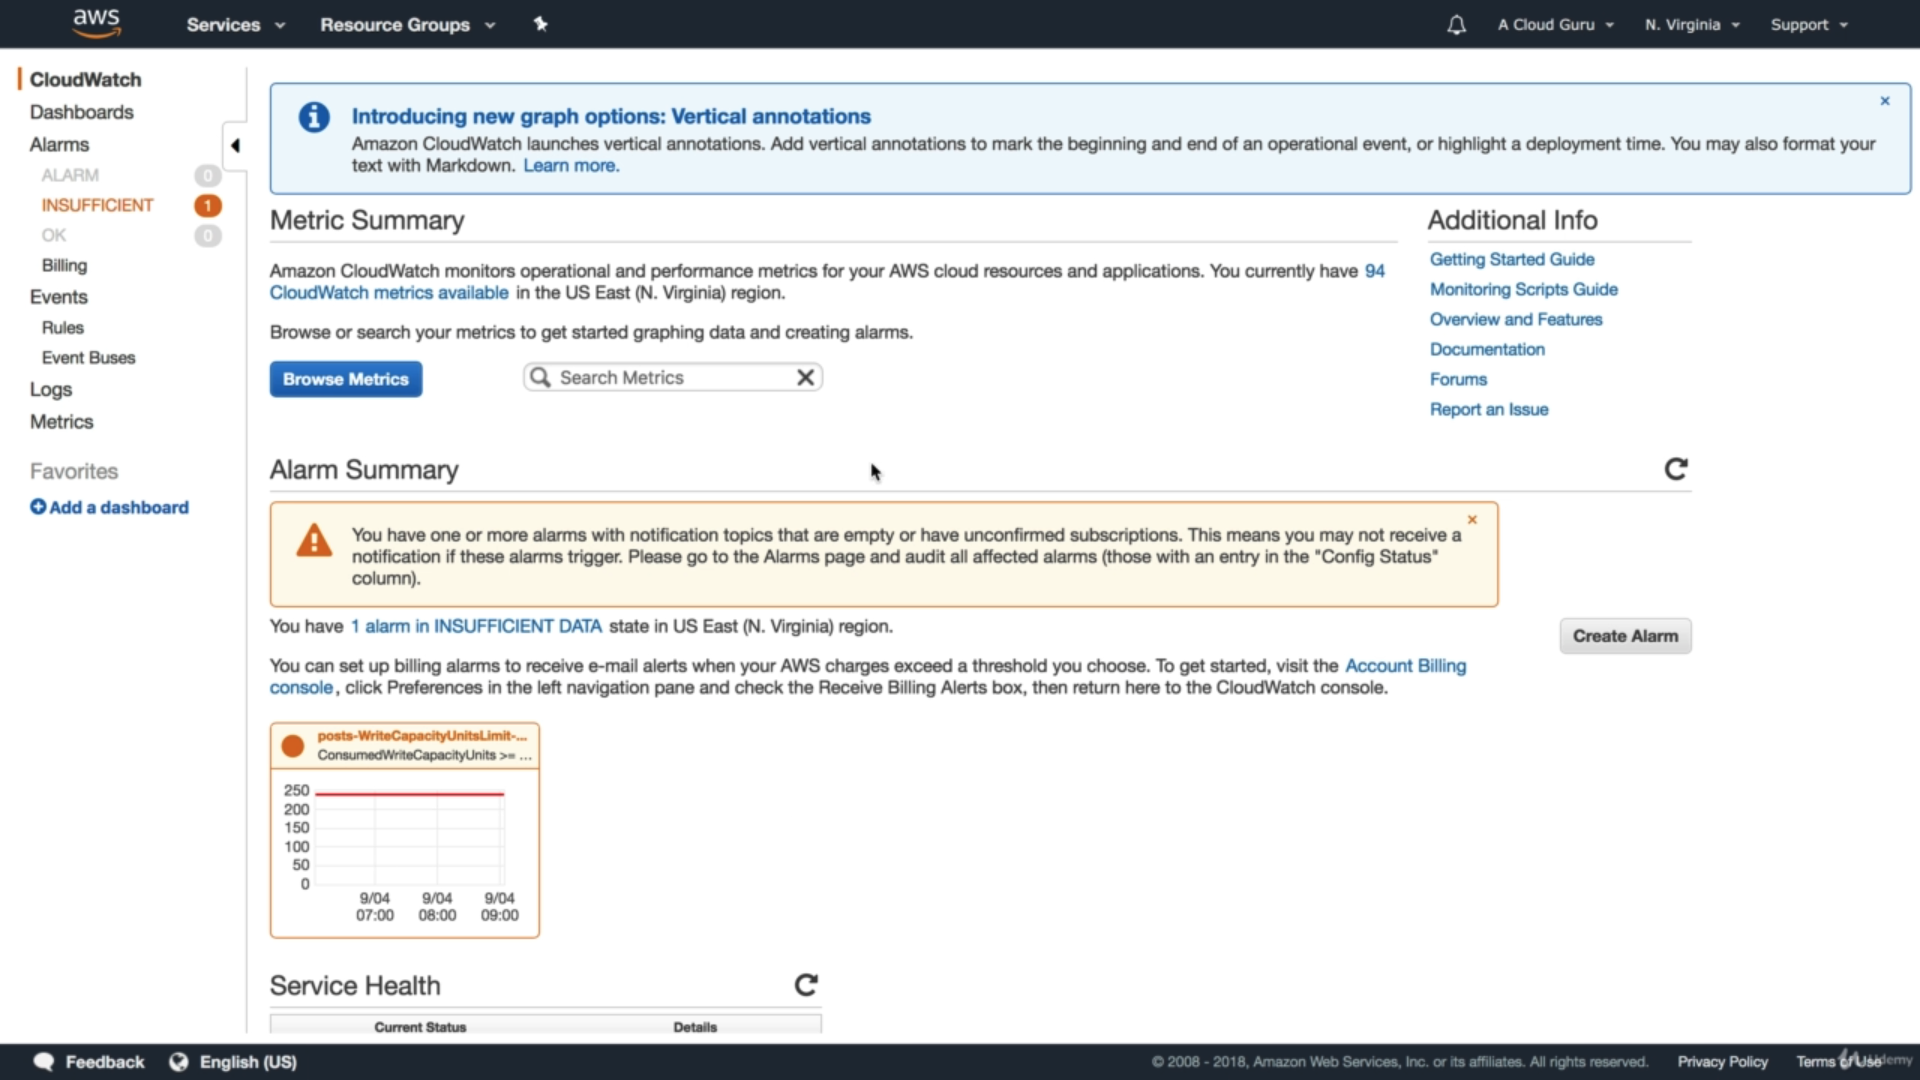 aws
Services
Resource Groups
A Cloud Guru
N. Virginia
Support
CloudWatch
Dashboards
Alarms
ALARM 0
INSUFFICIENT 1
OK 0
Billing
Events
Rules
Event Buses
Logs
Metrics
Favorites
Add a dashboard
Introducing new graph options: Vertical annotations
Amazon CloudWatch launches vertical annotations. Add vertical annotations to mark the beginning and end of an operational event, or highlight a deployment time. You may also format your
text with Markdown. Learn more.
Metric Summary
Amazon CloudWatch monitors operational and performance metrics for your AWS cloud resources and applications. You currently have 94
CloudWatch metrics available in the US East (N. Virginia) region.
Browse or search your metrics to get started graphing data and creating alarms.
Browse Metrics
Search Metrics
Additional Info
Getting Started Guide
Monitoring Scripts Guide
Overview and Features
Documentation
Forums
Report an Issue
Alarm Summary
You have one or more alarms with notification topics that are empty or have unconfirmed subscriptions. This means you may not receive a
notification if these alarms trigger. Please go to the Alarms page and audit all affected alarms (those with an entry in the "Config Status"
column).
You have 1 alarm in INSUFFICIENT DATA state in US East (N. Virginia) region.
Create Alarm
You can set up billing alarms to receive e-mail alerts when your AWS charges exceed a threshold you choose. To get started, visit the Account Billing
console, click Preferences in the left navigation pane and check the Receive Billing Alerts box, then return here to the CloudWatch console.
posts-WriteCapacityUnitsLimit-...
ConsumedWriteCapacityUnits >= ...
250
200
150
100
50
0
9/04 9/04 9/04
07:00 08:00 09:00
Service Health
Current Status Details
Feedback
English (US)
© 2008 - 2018, Amazon Web Services, Inc. or its affiliates. All rights reserved.
Privacy Policy
Terms of Use